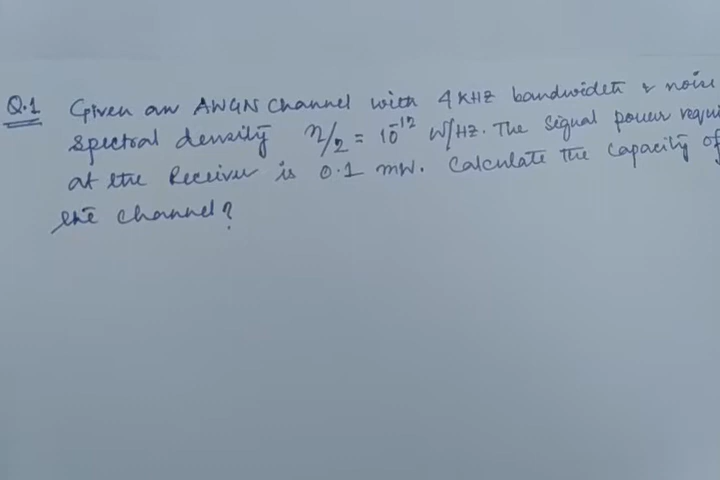 Q.1 Given an AWGN Channel with 4 KHZ bandwidth & noise
spectral density η/2 = 10⁻¹² W/HZ. The signal power requi
at the Receiver is 0.1 mW. Calculate the capacity of
the channel?